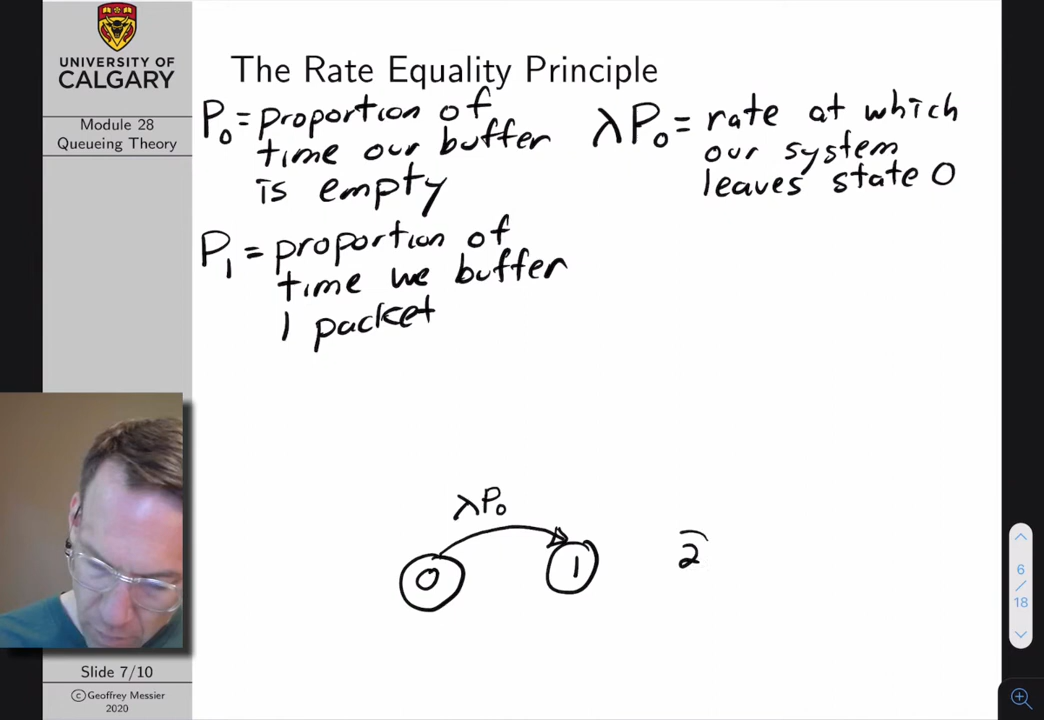 UNIVERSITY OF
CALGARY
Module 28
Queueing Theory
The Rate Equality Principle
P₀ = proportion of
time our buffer
is empty
λP₀ = rate at which
our system
leaves state 0
P₁ = proportion of
time we buffer
1 packet
λP₀
0
1
2
6
/
18
Slide 7/10
©Geoffrey Messier
2020